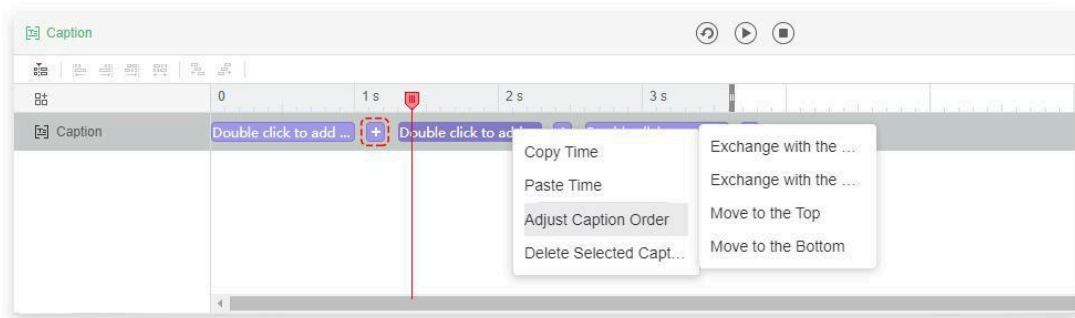 Caption
0 1 s 2 s 3 s
Caption
Double click to add ... + Double click to ad
Copy Time
Paste Time
Adjust Caption Order
Delete Selected Capt...
Exchange with the ...
Exchange with the ...
Move to the Top
Move to the Bottom